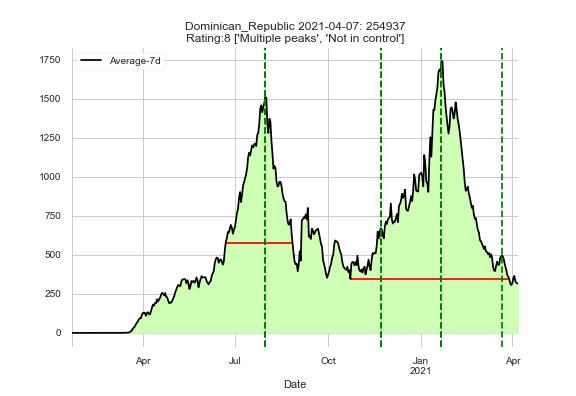 Dominican_Republic 2021-04-07: 254937
Rating:8 ['Multiple peaks', 'Not in control']
Average-7d
1750
1500
1250
1000
750
500
250
0
Apr
Jul
Oct
Jan
2021
Apr
Date